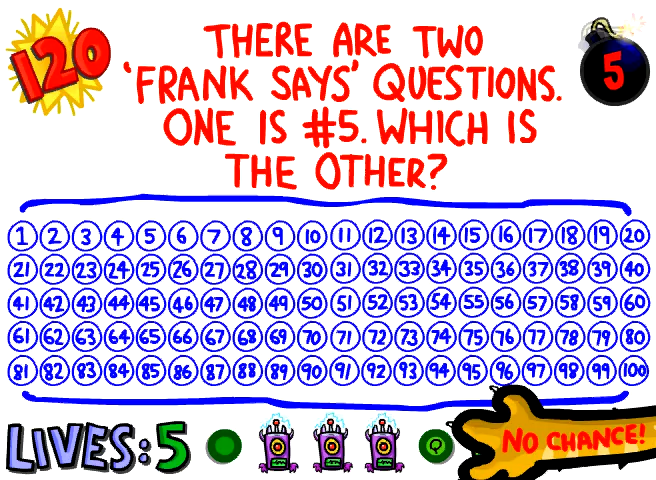 120
THERE ARE TWO
'FRANK SAYS' QUESTIONS.
ONE IS #5. WHICH IS
THE OTHER?
5
1 2 3 4 5 6 7 8 9 10 11 12 13 14 15 16 17 18 19 20
21 22 23 24 25 26 27 28 29 30 31 32 33 34 35 36 37 38 39 40
41 42 43 44 45 46 47 48 49 50 51 52 53 54 55 56 57 58 59 60
61 62 63 64 65 66 67 68 69 70 71 72 73 74 75 76 77 78 79 80
81 82 83 84 85 86 87 88 89 90 91 92 93 94 95 96 97 98 99 100
LIVES:5
Q
NO CHANCE!